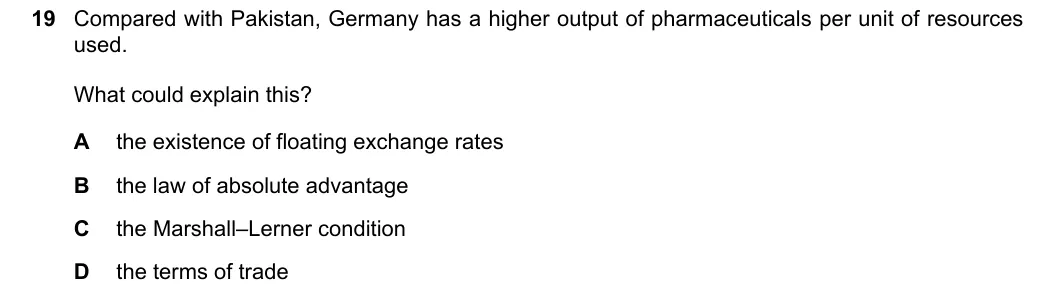 19 Compared with Pakistan, Germany has a higher output of pharmaceuticals per unit of resources
used.
What could explain this?
A the existence of floating exchange rates
B the law of absolute advantage
C the Marshall–Lerner condition
D the terms of trade